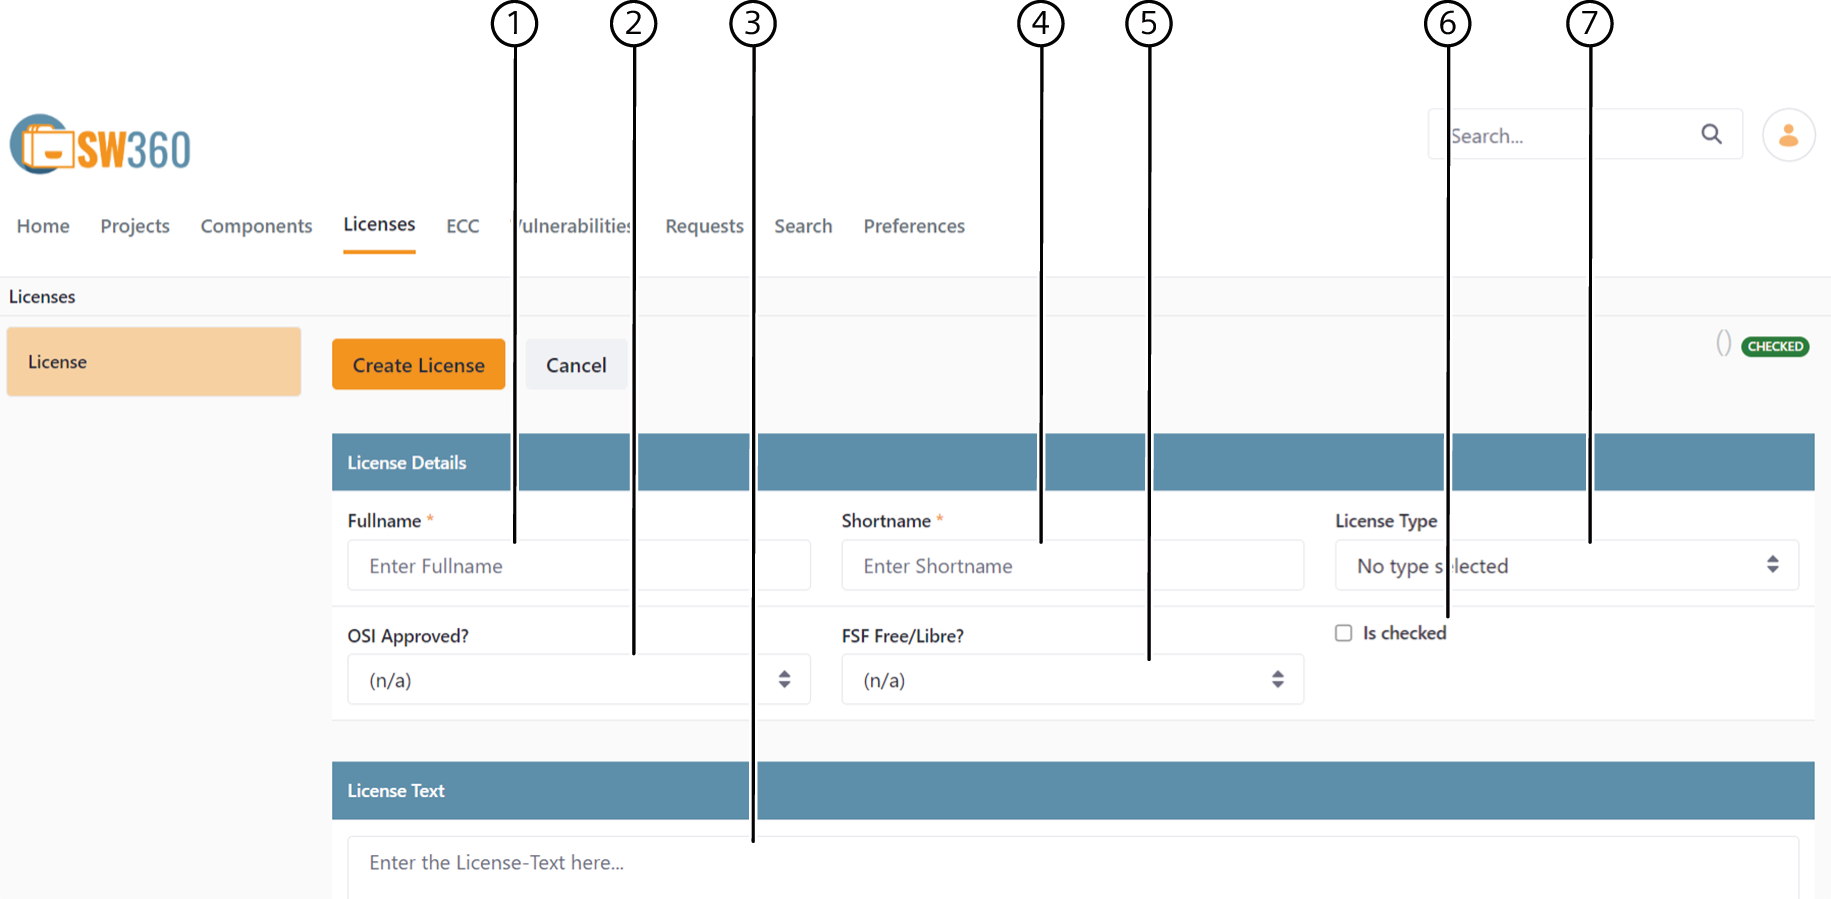 1 2 3 4 5 6 7
SW360
Search...
Home Projects Components Licenses ECC Vulnerabilities Requests Search Preferences
Licenses
License
Create License Cancel
() CHECKED
License Details
Fullname * Shortname * License Type
Enter Fullname Enter Shortname No type selected
OSI Approved? FSF Free/Libre? Is checked
(n/a) (n/a)
License Text
Enter the License-Text here...